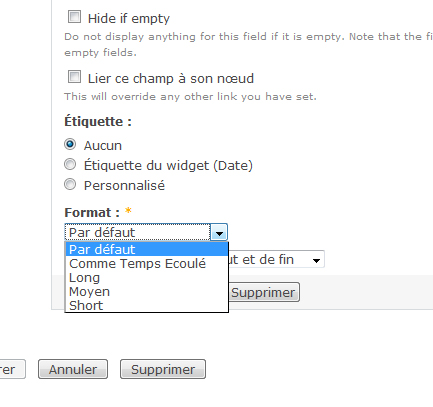 Hide if empty
Do not display anything for this field if it is empty. Note that the fi
empty fields.
Lier ce champ à son nœud
This will override any other link you have set.
Étiquette :
Aucun
Étiquette du widget (Date)
Personnalisé
Format : *
Par défaut
Par défaut
Comme Temps Ecoulé
Long
Moyen
Short
ut et de fin
Supprimer
rer
Annuler
Supprimer